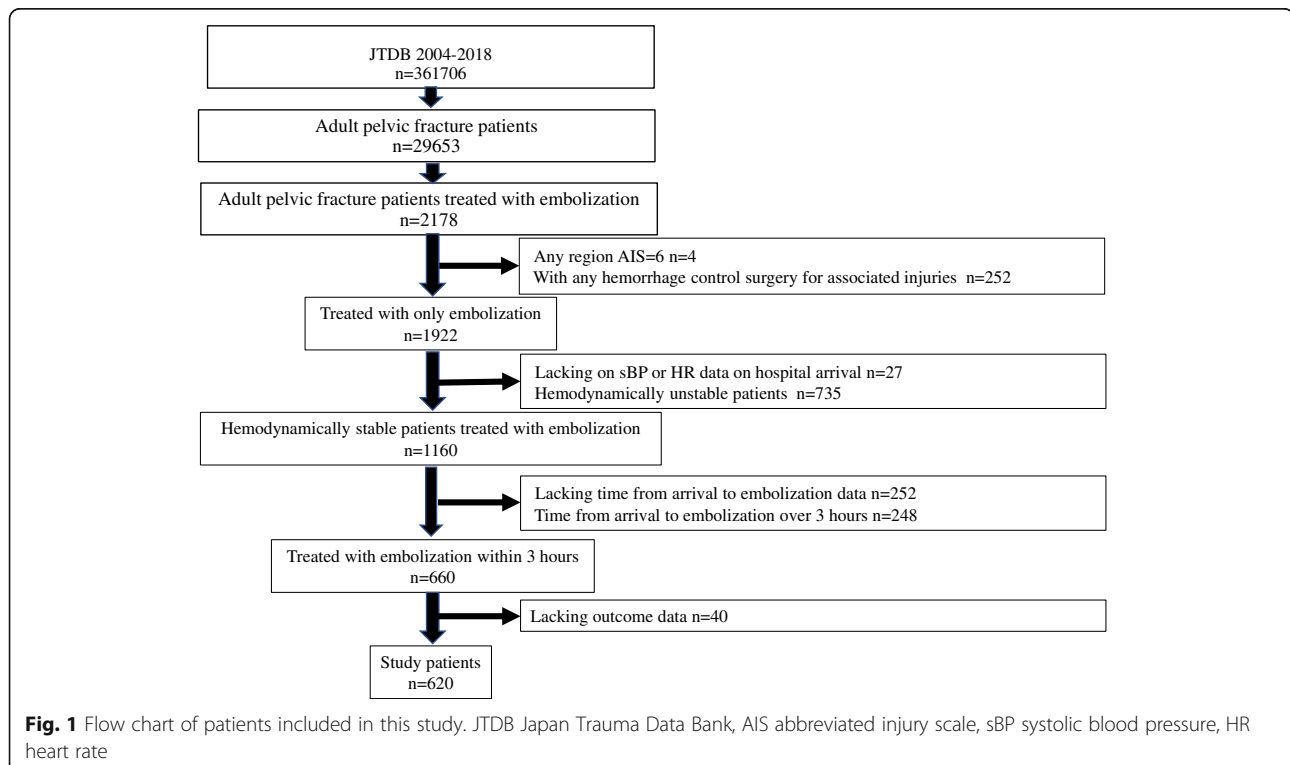 JTDB 2004-2018
n=361706
Adult pelvic fracture patients
n=29653
Adult pelvic fracture patients treated with embolization
n=2178
Any region AIS=6 n=4
With any hemorrhage control surgery for associated injuries n=252
Treated with only embolization
n=1922
Lacking on sBP or HR data on hospital arrival n=27
Hemodynamically unstable patients n=735
Hemodynamically stable patients treated with embolization
n=1160
Lacking time from arrival to embolization data n=252
Time from arrival to embolization over 3 hours n=248
Treated with embolization within 3 hours
n=660
Lacking outcome data n=40
Study patients
n=620
Fig. 1 Flow chart of patients included in this study. JTDB Japan Trauma Data Bank, AIS abbreviated injury scale, sBP systolic blood pressure, HR
heart rate